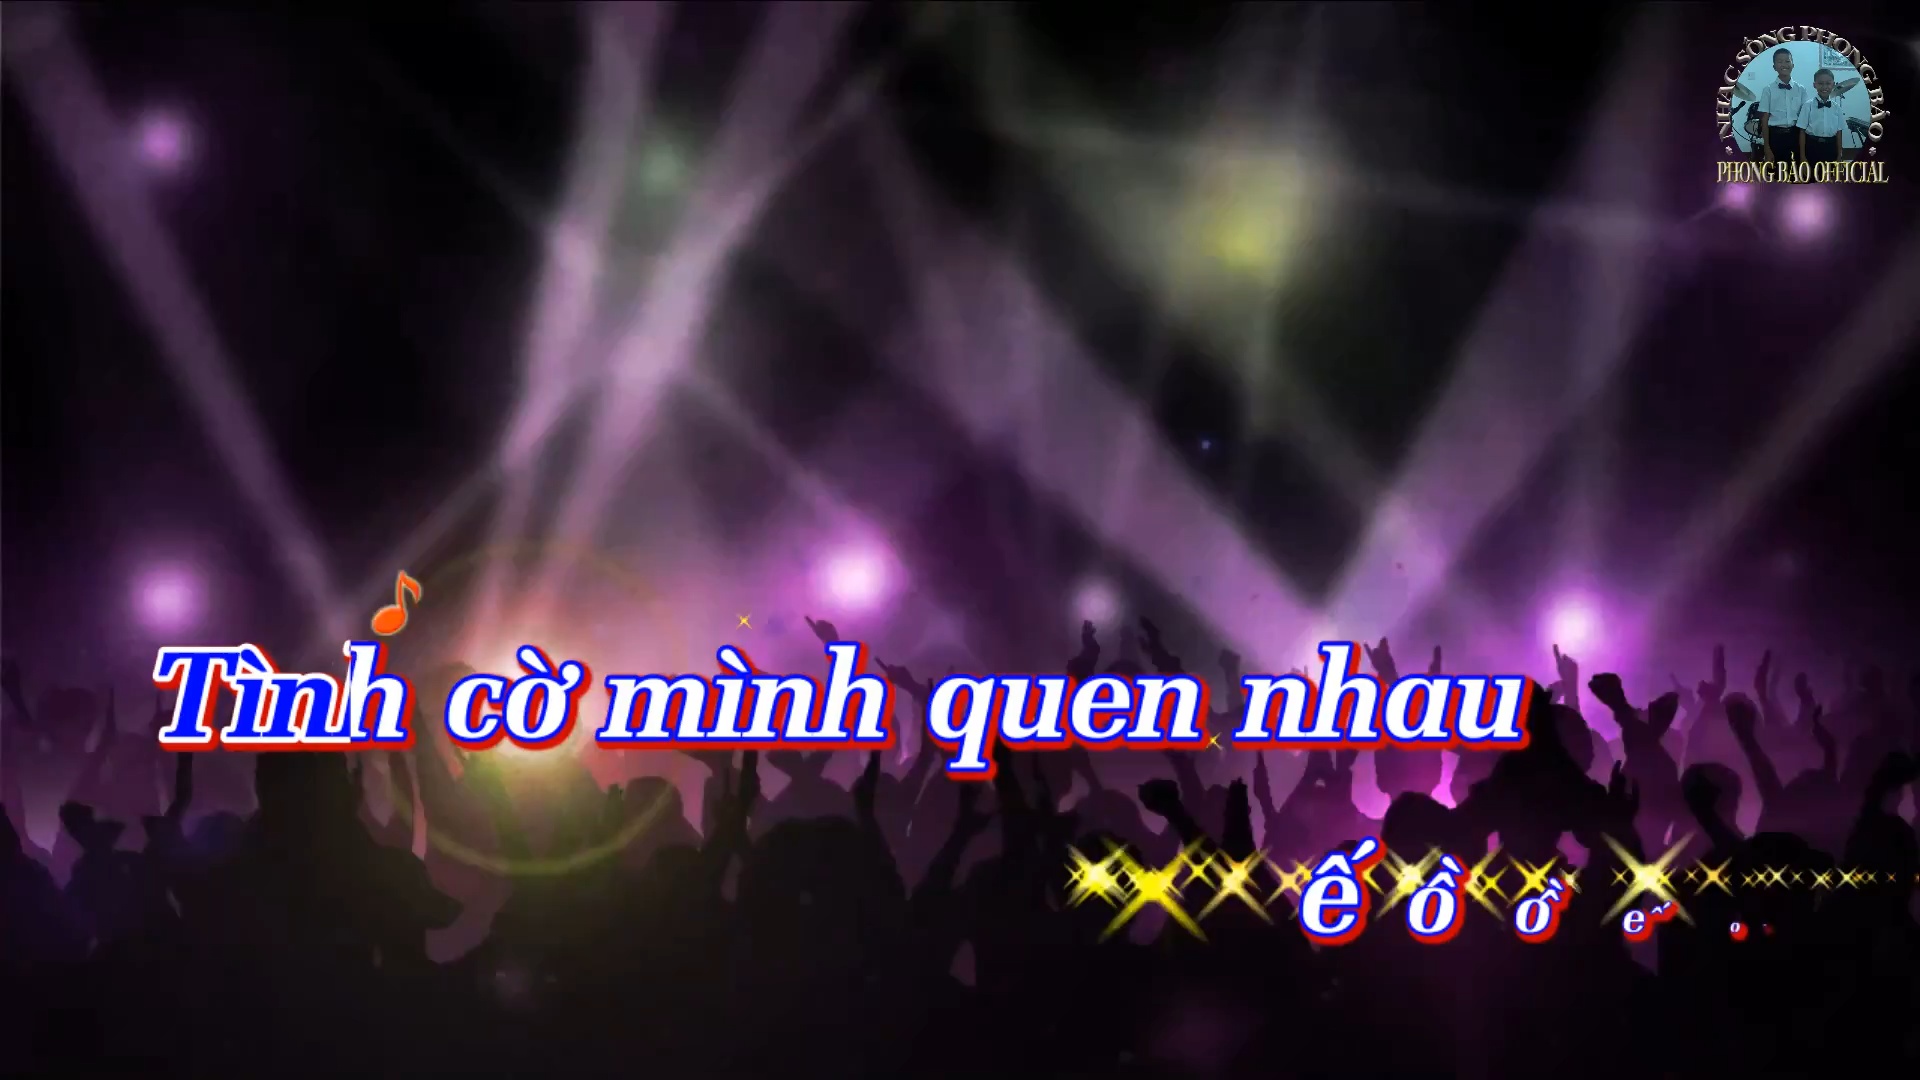 NHẠC SỐNG PHONG BẢO
PHONG BẢO OFFICIAL
Tình cờ mình quen nhau